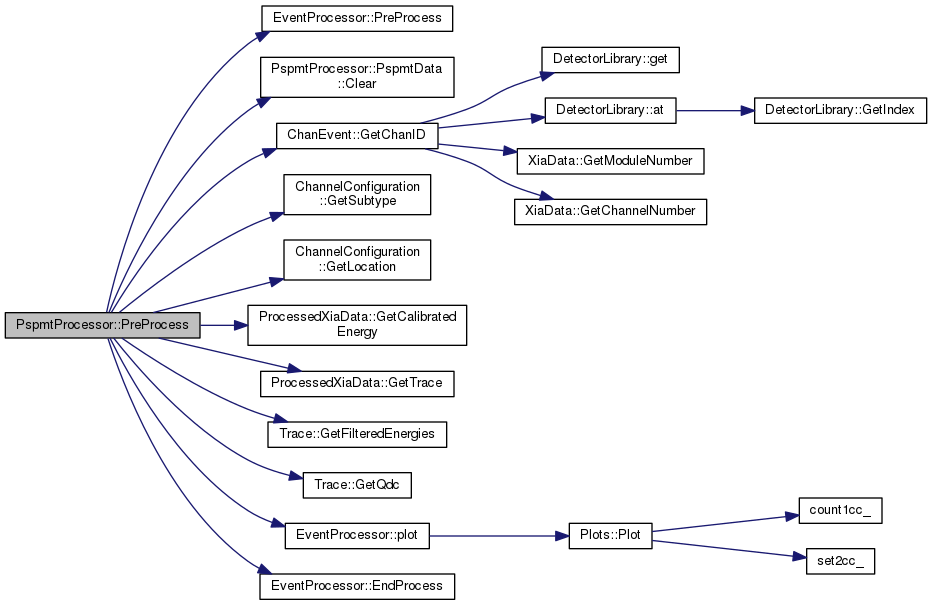 EventProcessor::PreProcess
PspmtProcessor::PspmtData
::Clear
ChanEvent::GetChanID
DetectorLibrary::get
DetectorLibrary::at
DetectorLibrary::GetIndex
XiaData::GetModuleNumber
XiaData::GetChannelNumber
ChannelConfiguration
::GetSubtype
ChannelConfiguration
::GetLocation
PspmtProcessor::PreProcess
ProcessedXiaData::GetCalibrated
Energy
ProcessedXiaData::GetTrace
Trace::GetFilteredEnergies
Trace::GetQdc
EventProcessor::plot
Plots::Plot
count1cc_
set2cc_
EventProcessor::EndProcess